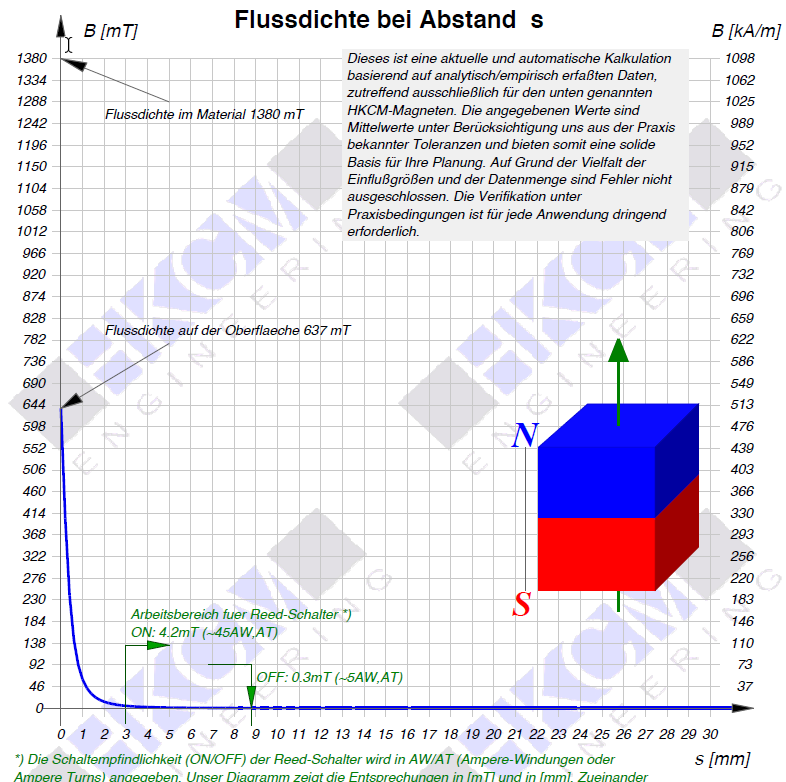 Flussdichte bei Abstand s
B [mT]
B [kA/m]
1380
1334
1288
1242
1196
1150
1104
1058
1012
966
920
874
828
782
736
690
644
598
552
506
460
414
368
322
276
230
184
138
92
46
0
1098
1062
1025
989
952
915
879
842
806
769
732
696
659
622
586
549
513
476
439
403
366
330
293
256
220
183
146
110
73
37
Dieses ist eine aktuelle und automatische Kalkulation
basierend auf analytisch/empirisch erfaßten Daten,
zutreffend ausschließlich für den unten genannten
HKCM-Magneten. Die angegebenen Werte sind
Mittelwerte unter Berücksichtigung uns aus der Praxis
bekannter Toleranzen und bieten somit eine solide
Basis für Ihre Planung. Auf Grund der Vielfalt der
Einflußgrößen und der Datenmenge sind Fehler nicht
ausgeschlossen. Die Verifikation unter
Praxisbedingungen ist für jede Anwendung dringend
erforderlich.
Flussdichte im Material 1380 mT
Flussdichte auf der Oberflaeche 637 mT
N
S
Arbeitsbereich fuer Reed-Schalter *)
ON: 4.2mT (~45AW,AT)
OFF: 0.3mT (~5AW,AT)
0 1 2 3 4 5 6 7 8 9 10 11 12 13 14 15 16 17 18 19 20 21 22 23 24 25 26 27 28 29 30
s [mm]
*) Die Schaltempfindlichkeit (ON/OFF) der Reed-Schalter wird in AW/AT (Ampere-Windungen oder
Ampere Turns) angegeben. Unser Diagramm zeigt die Entsprechungen in [mT] und in [mm]. Zueinander
HKCM
ENGINEERING
HKCM
ENGINEERING
HKCM
ENGINEERING
HKCM
ENGINEERING